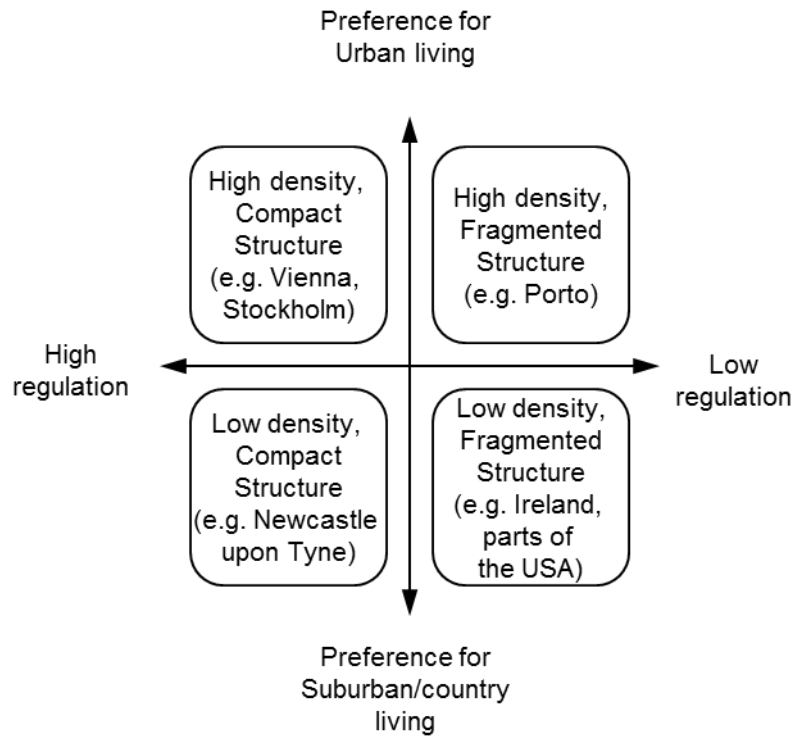 Preference for
Urban living
High density,
Compact
Structure
(e.g. Vienna,
Stockholm)
High density,
Fragmented
Structure
(e.g. Porto)
High
regulation
Low
regulation
Low density,
Compact
Structure
(e.g. Newcastle
upon Tyne)
Low density,
Fragmented
Structure
(e.g. Ireland,
parts of
the USA)
Preference for
Suburban/country
living